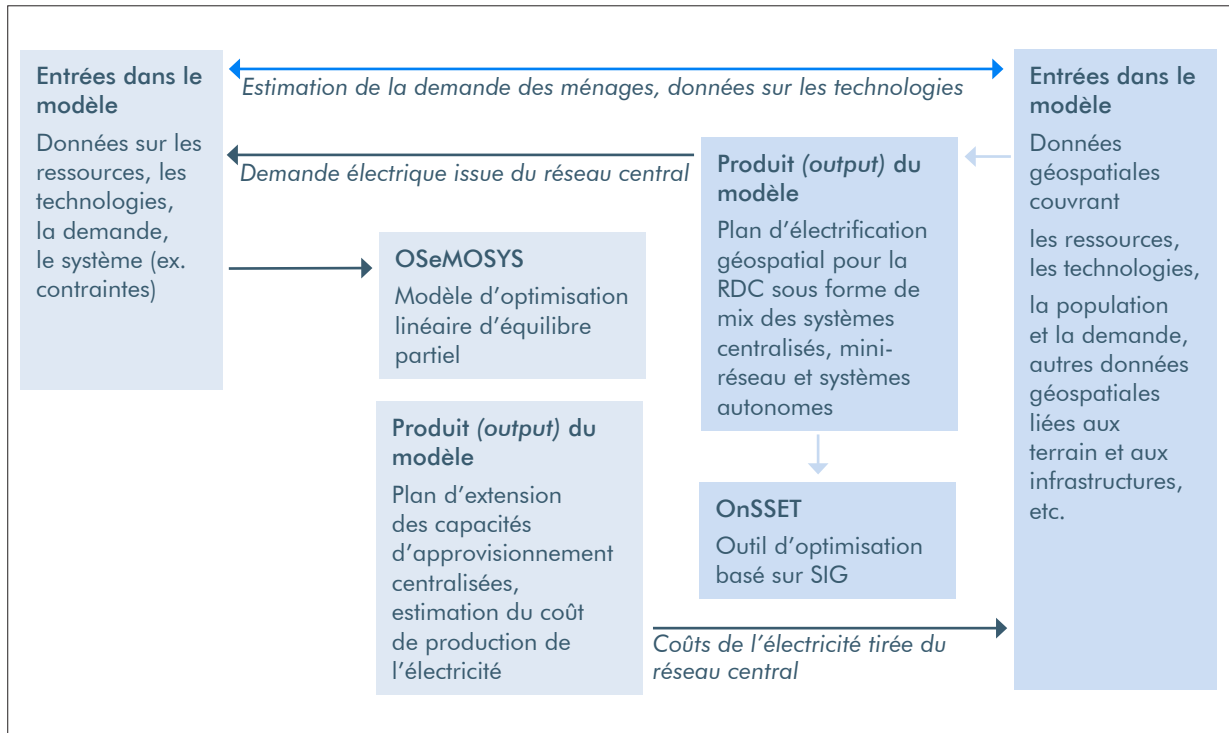 Entrées dans le
modèle
Données sur les
ressources, les
technologies,
la demande,
le système (ex.
contraintes)
Estimation de la demande des ménages, données sur les technologies
Demande électrique issue du réseau central
OSeMOSYS
Modèle d’optimisation
linéaire d’équilibre
partiel
Produit (output) du
modèle
Plan d’extension
des capacités
d’approvisionnement
centralisées,
estimation du coût
de production de
l’électricité
Produit (output) du
modèle
Plan d’électrification
géospatial pour la
RDC sous forme de
mix des systèmes
centralisés, mini-
réseau et systèmes
autonomes
OnSSET
Outil d’optimisation
basé sur SIG
Coûts de l’électricité tirée du
réseau central
Entrées dans le
modèle
Données
géospatiales
couvrant
les ressources,
les technologies,
la population
et la demande,
autres données
géospatiales
liées aux
terrain et aux
infrastructures,
etc.